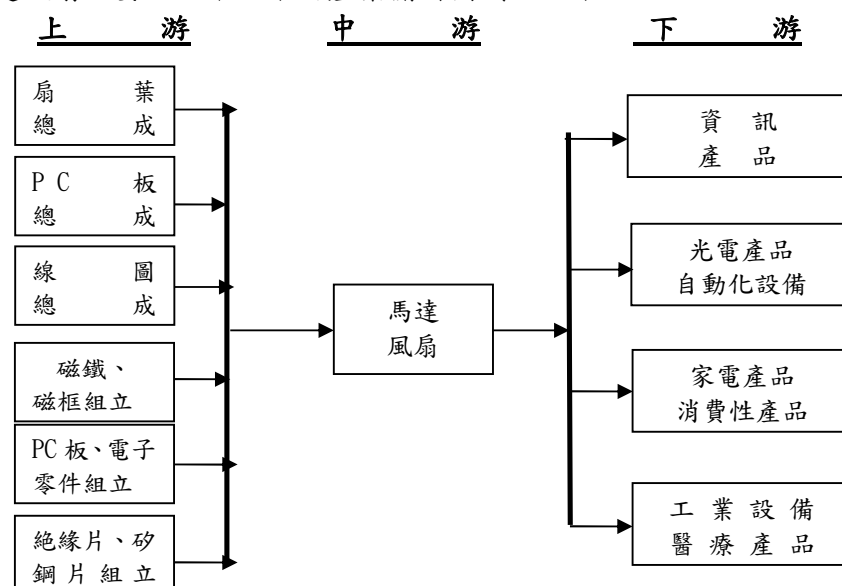 上 游 中 游 下 游
扇 葉
總 成
P C 板
總 成
線 圖
總 成
磁鐵、
磁框組立
PC 板、電子
零件組立
絕緣片、矽
鋼 片 組 立
馬達
風扇
資 訊
產 品
光電產品
自動化設備
家電產品
消費性產品
工 業 設 備
醫 療 產 品